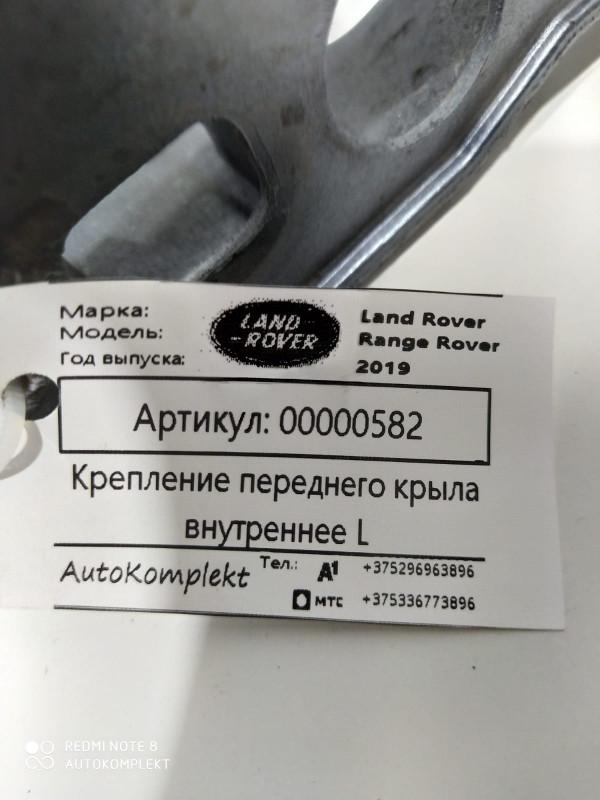 Марка:
LAND
-ROVER
Land Rover
Модель:
Range Rover
Год выпуска:
2019
Артикул: 00000582
Крепление переднего крыла
внутреннее L
AutoKomplekt
Тел.: A1 +375296963896
МТС +375336773896
REDMI NOTE 8
AUTOKOMPLEKT